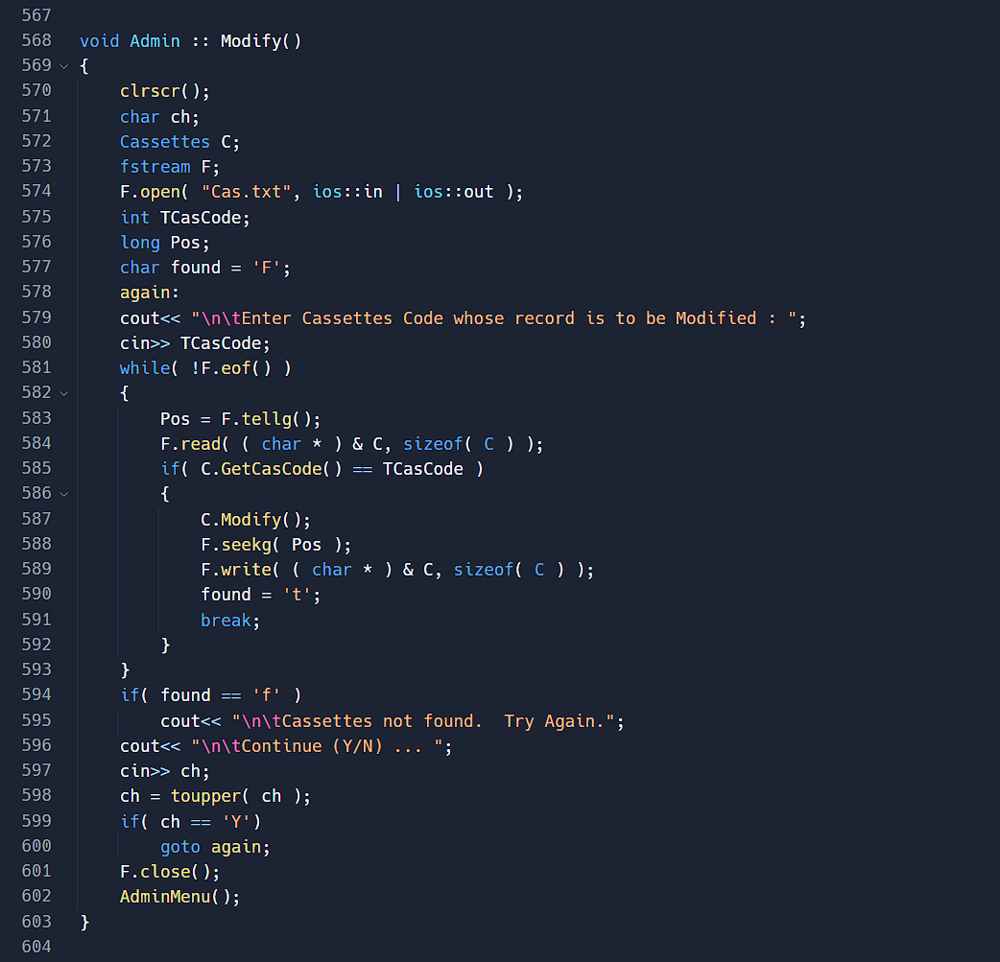 567
568 void Admin :: Modify()
569 {
570 clrscr();
571 char ch;
572 Cassettes C;
573 fstream F;
574 F.open( "Cas.txt", ios::in | ios::out );
575 int TCasCode;
576 long Pos;
577 char found = 'F';
578 again:
579 cout<< "\n\tEnter Cassettes Code whose record is to be Modified : ";
580 cin>> TCasCode;
581 while( !F.eof() )
582 {
583 Pos = F.tellg();
584 F.read( ( char * ) & C, sizeof( C ) );
585 if( C.GetCasCode() == TCasCode )
586 {
587 C.Modify();
588 F.seekg( Pos );
589 F.write( ( char * ) & C, sizeof( C ) );
590 found = 't';
591 break;
592 }
593 }
594 if( found == 'f' )
595 cout<< "\n\tCassettes not found.  Try Again.";
596 cout<< "\n\tContinue (Y/N) ... ";
597 cin>> ch;
598 ch = toupper( ch );
599 if( ch == 'Y')
600 goto again;
601 F.close();
602 AdminMenu();
603 }
604